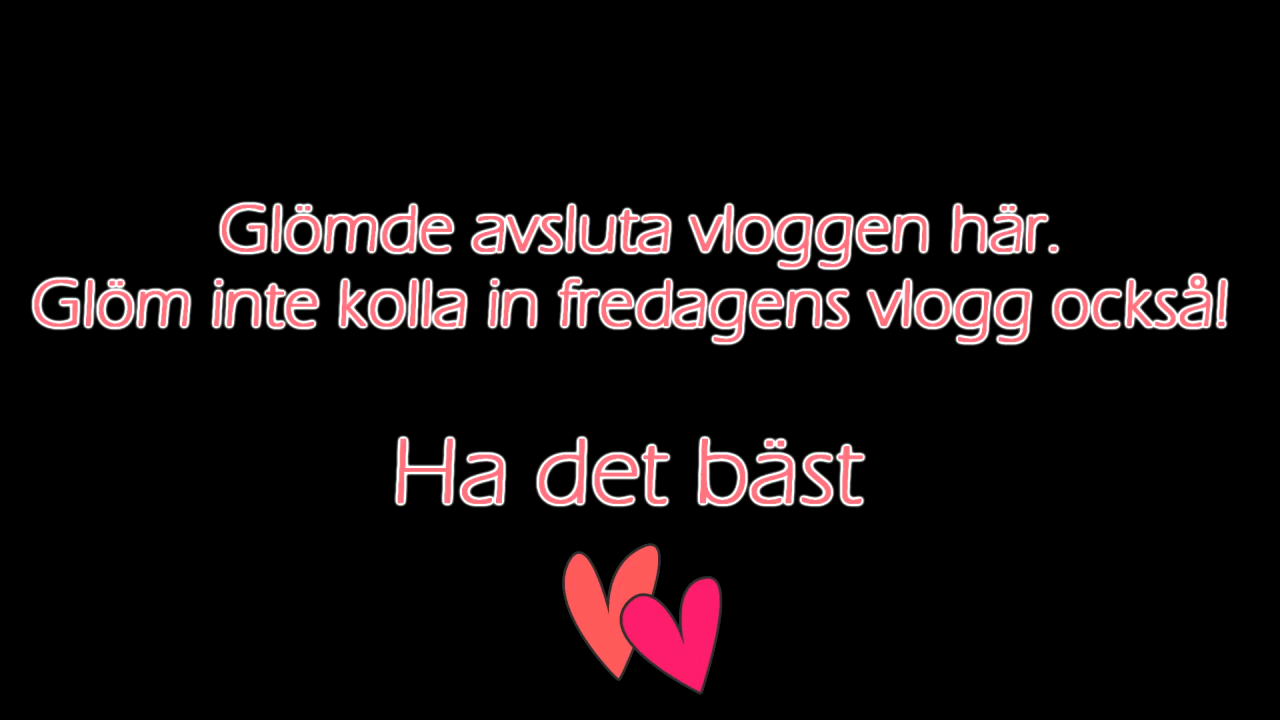 Glömde avsluta vloggen här.
Glöm inte kolla in fredagens vlogg också!
Ha det bäst